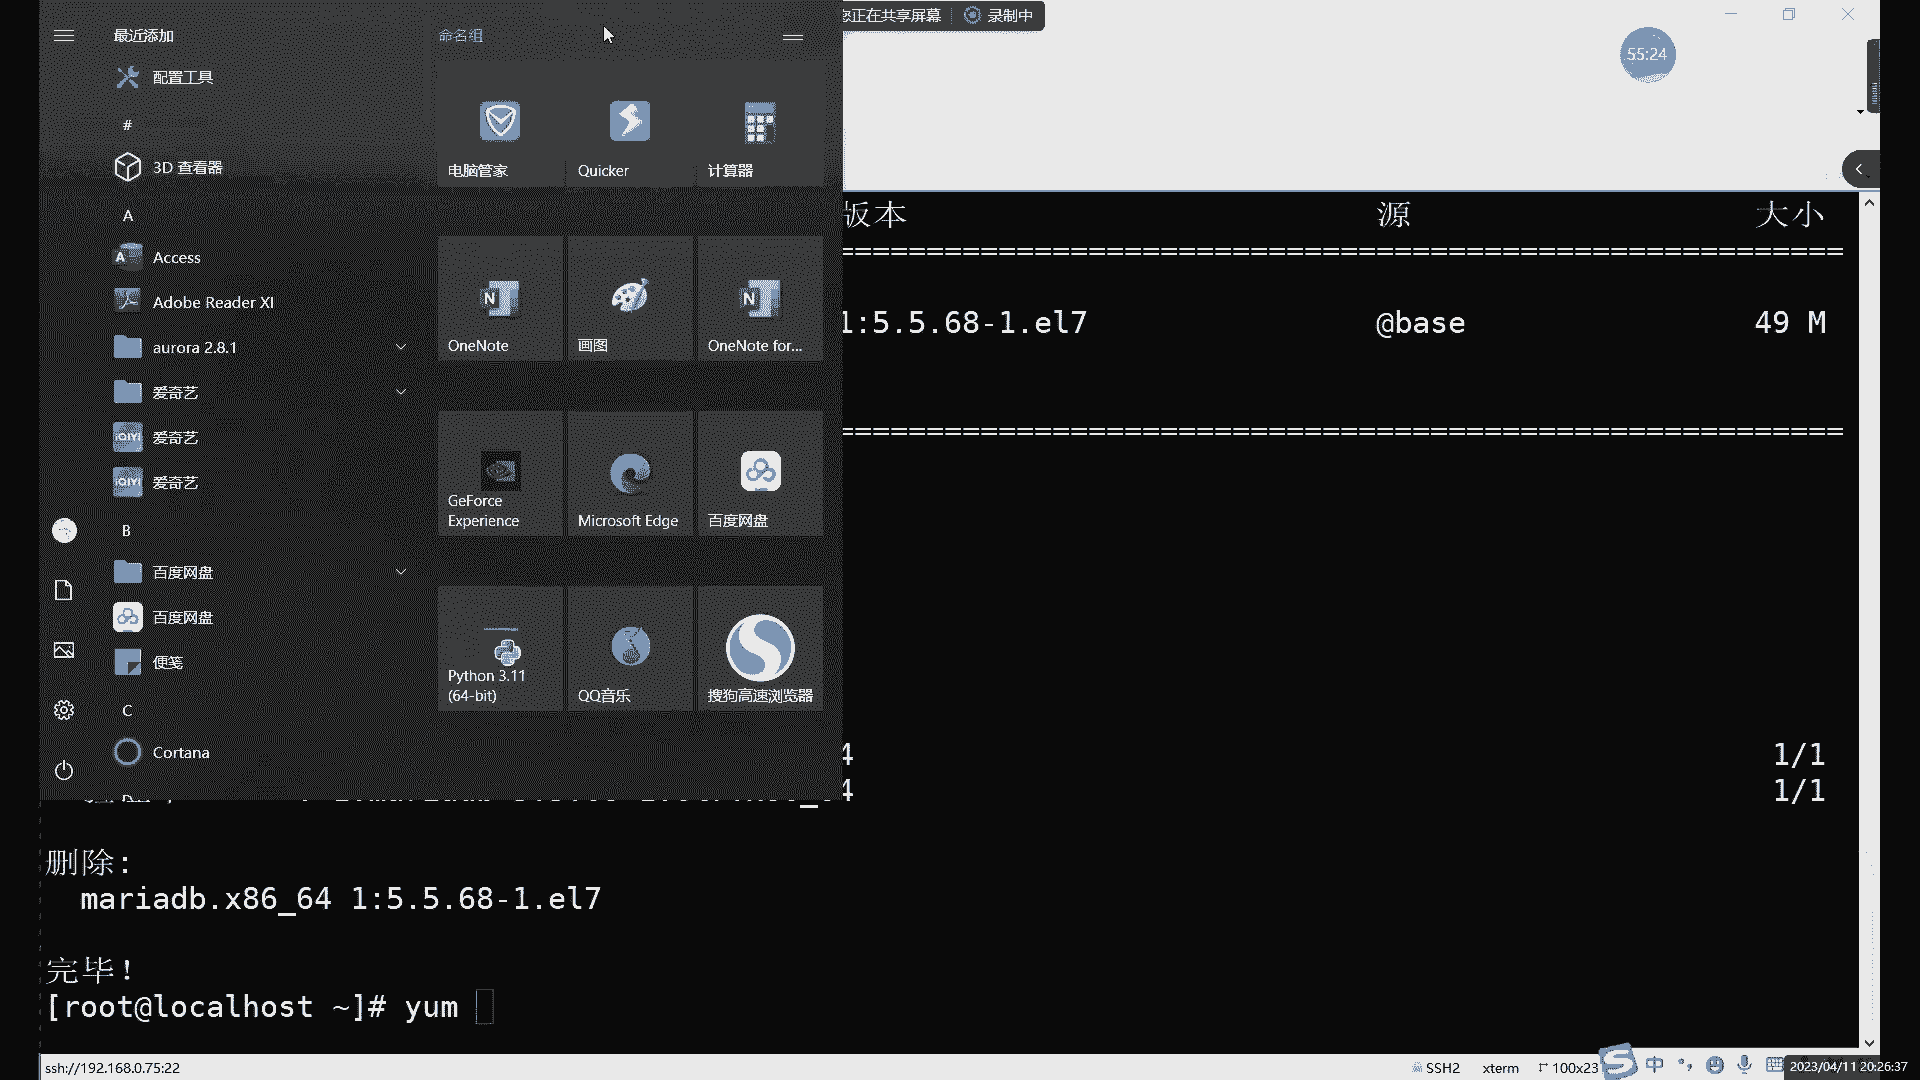 您正在共享屏幕
录制中
55:24
最近添加
配置工具
#
3D 查看器
A
Access
Adobe Reader XI
aurora 2.8.1
爱奇艺
iQIYI
爱奇艺
iQIYI
爱奇艺
B
百度网盘
百度网盘
便笺
C
Cortana
命名组
电脑管家
Quicker
计算器
OneNote
画图
OneNote for...
GeForce
Experience
Microsoft Edge
百度网盘
Python 3.11
(64-bit)
QQ音乐
搜狗高速浏览器
版本 源 大小
================================================
1:5.5.68-1.el7 @base 49 M
================================================
4 1/1
4 1/1
删除:
mariadb.x86_64 1:5.5.68-1.el7
完毕!
[root@localhost ~]# yum
ssh://192.168.0.75:22
SSH2
xterm
100x23
中
2023/04/11 20:26:37